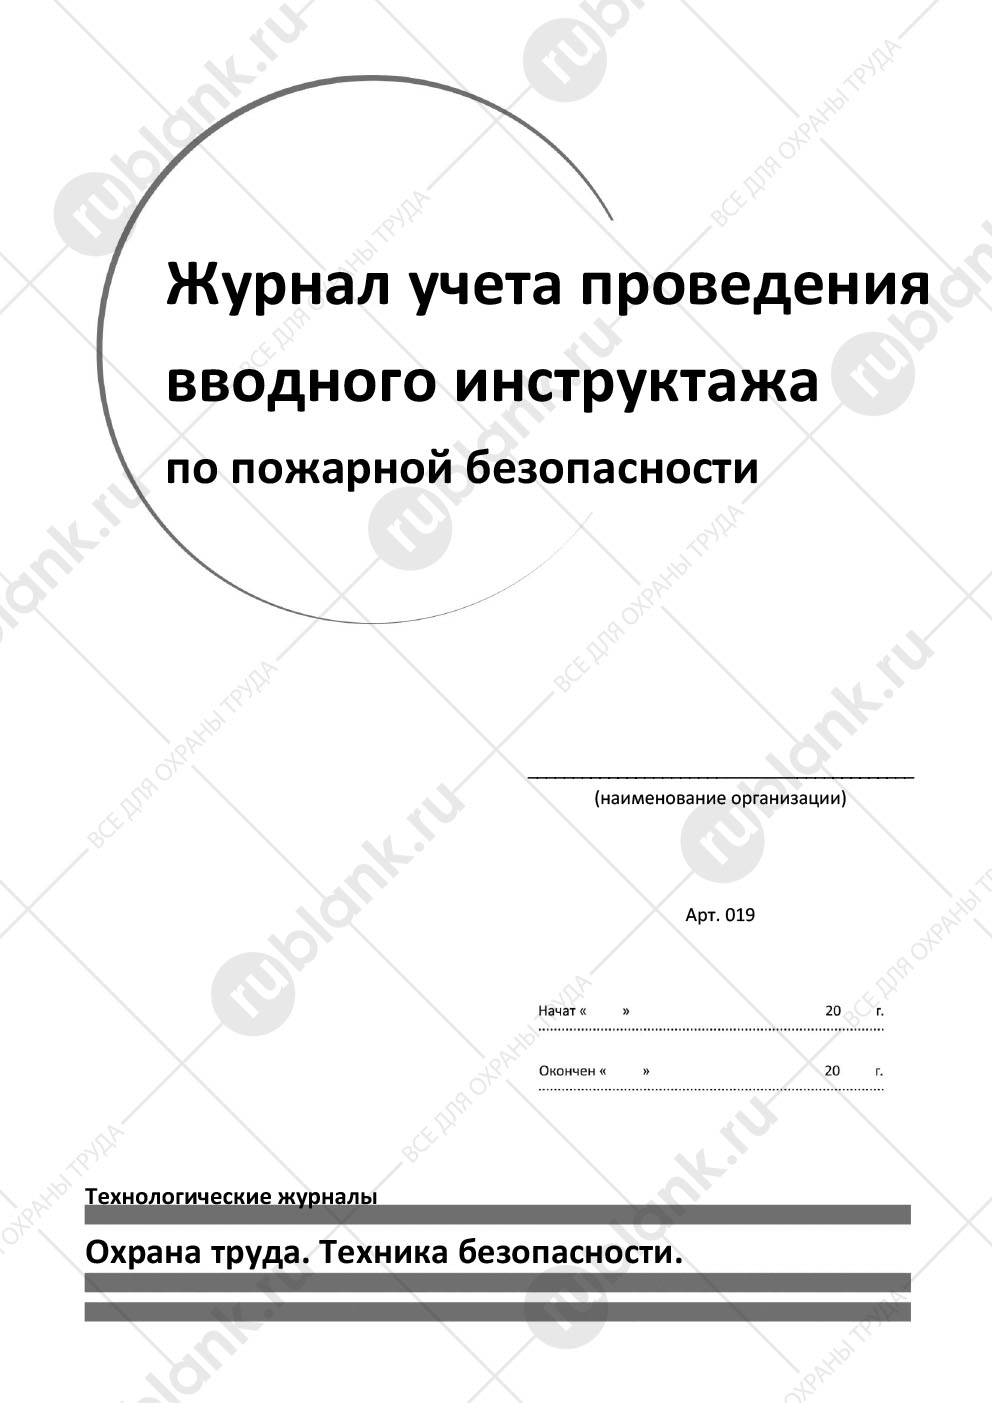 Журнал учета проведения
вводного инструктажа
по пожарной безопасности
(наименование организации)
Арт. 019
Начат « » 20 г.
Окончен « » 20 г.
Технологические журналы
Охрана труда. Техника безопасности.
rublank.ru
ВСЕ ДЛЯ ОХРАНЫ ТРУДА